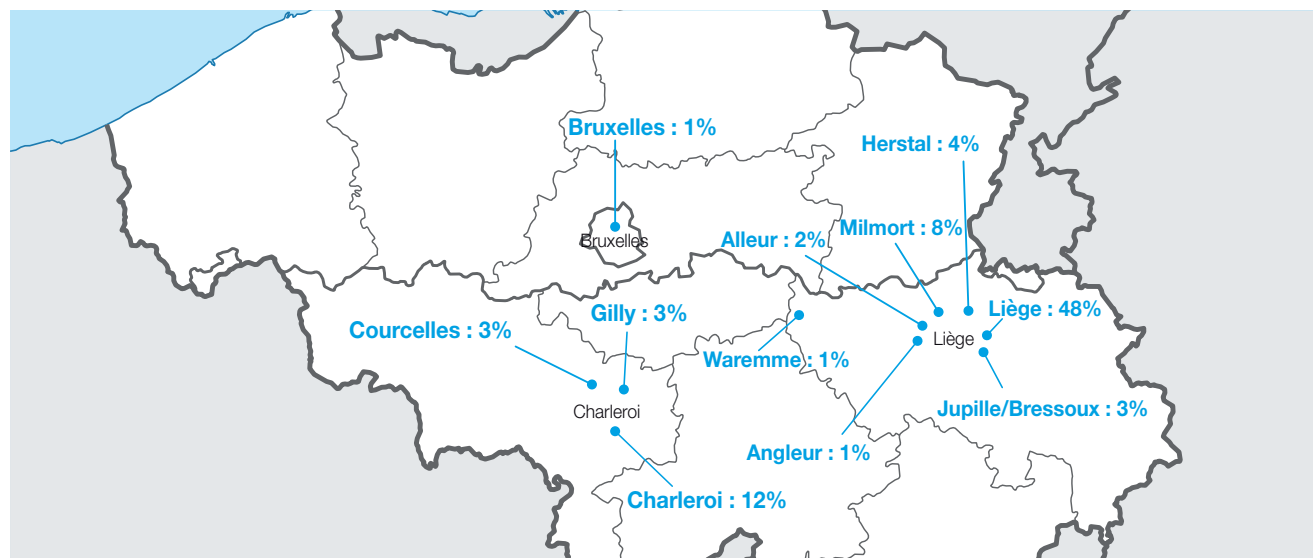 Bruxelles : 1%
Herstal : 4%
Milmort : 8%
Alleur : 2%
Bruxelles
Gilly : 3%
Liège : 48%
Courcelles : 3%
Liège
Waremme : 1%
Charleroi
Jupille/Bressoux : 3%
Angleur : 1%
Charleroi : 12%